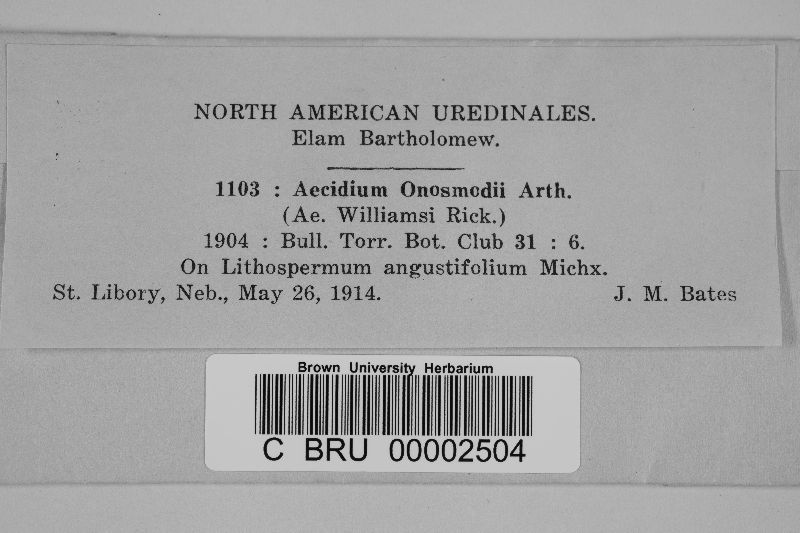 NORTH AMERICAN UREDINALES.
Elam Bartholomew.
1103 : Aecidium Onosmodii Arth.
(Ae. Williamsi Rick.)
1904 : Bull. Torr. Bot. Club 31 : 6.
On Lithospermum angustifolium Michx.
St. Libory, Neb., May 26, 1914. J. M. Bates
Brown University Herbarium
C BRU 00002504